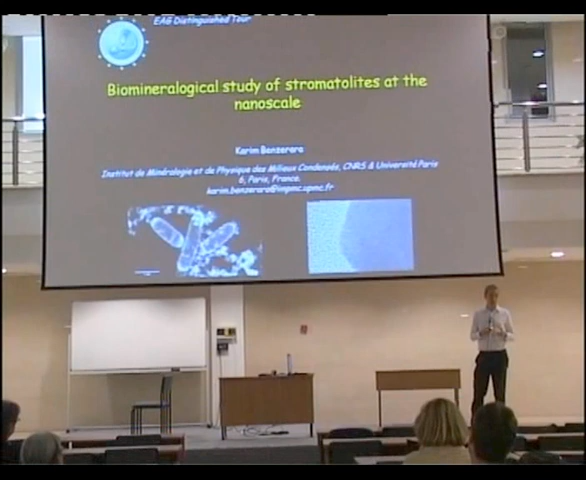 EAG Distinguished Tour
Biomineralogical study of stromatolites at the
nanoscale
Karim Benzerara
Institut de Minéralogie et de Physique des Milieux Condensés, CNRS & Université Paris
6, Paris, France.
karim.benzerara@impmc.upmc.fr